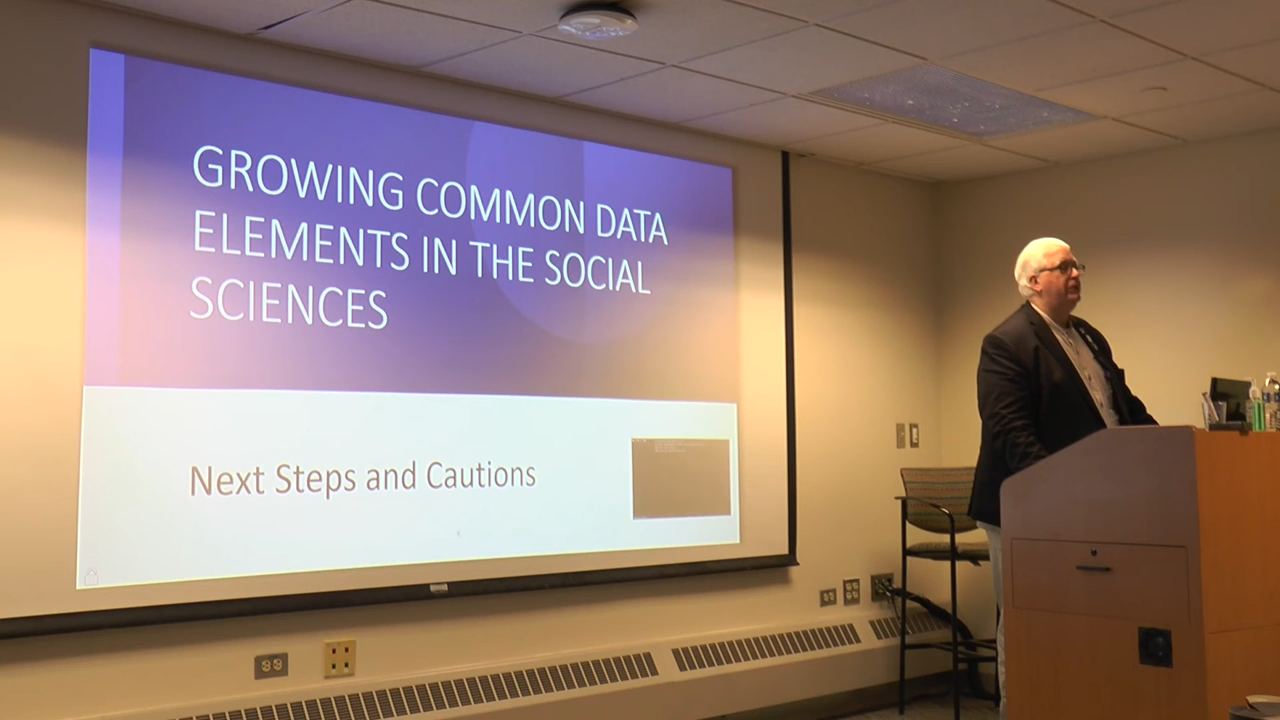 GROWING COMMON DATA
ELEMENTS IN THE SOCIAL
SCIENCES
Next Steps and Cautions